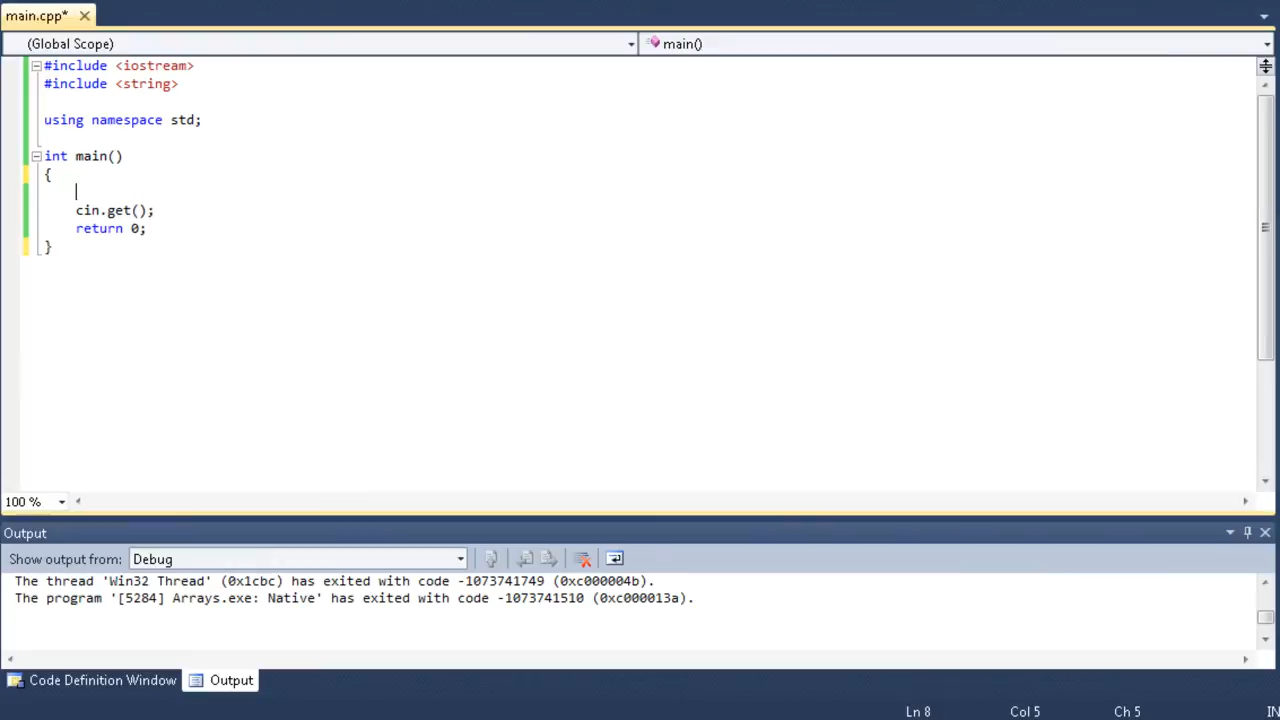 main.cpp*
(Global Scope) main()
#include <iostream>
#include <string>
using namespace std;
int main()
{
cin.get();
return 0;
}
100 %
Output
Show output from: Debug
The thread 'Win32 Thread' (0x1cbc) has exited with code -1073741749 (0xc000004b).
The program '[5284] Arrays.exe: Native' has exited with code -1073741510 (0xc000013a).
Code Definition Window Output
Ln 8 Col 5 Ch 5 IN